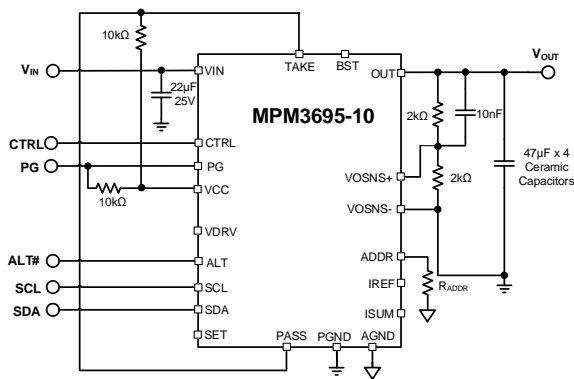 10kΩ
VIN
VIN
TAKE
BST
OUT
VOUT
22µF
25V
MPM3695-10
2kΩ
10nF
CTRL
CTRL
PG
PG
10kΩ
VCC
VOSNS+
2kΩ
47µF x 4
Ceramic
Capacitors
VOSNS-
VDRV
ALT#
ALT
ADDR
SCL
SCL
IREF
RADDR
SDA
SDA
ISUM
SET
PASS
PGND
AGND